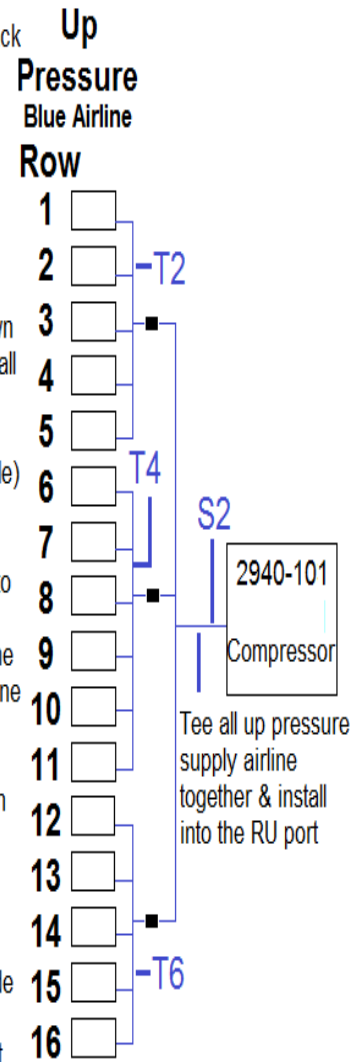 Up
Pressure
Blue Airline
Row
1
2
T2
3
4
5
T4
6
7
S2
8
2940-101
9
Compressor
10
Tee all up pressure
supply airline
together & install
into the RU port
11
12
13
14
15
T6
16